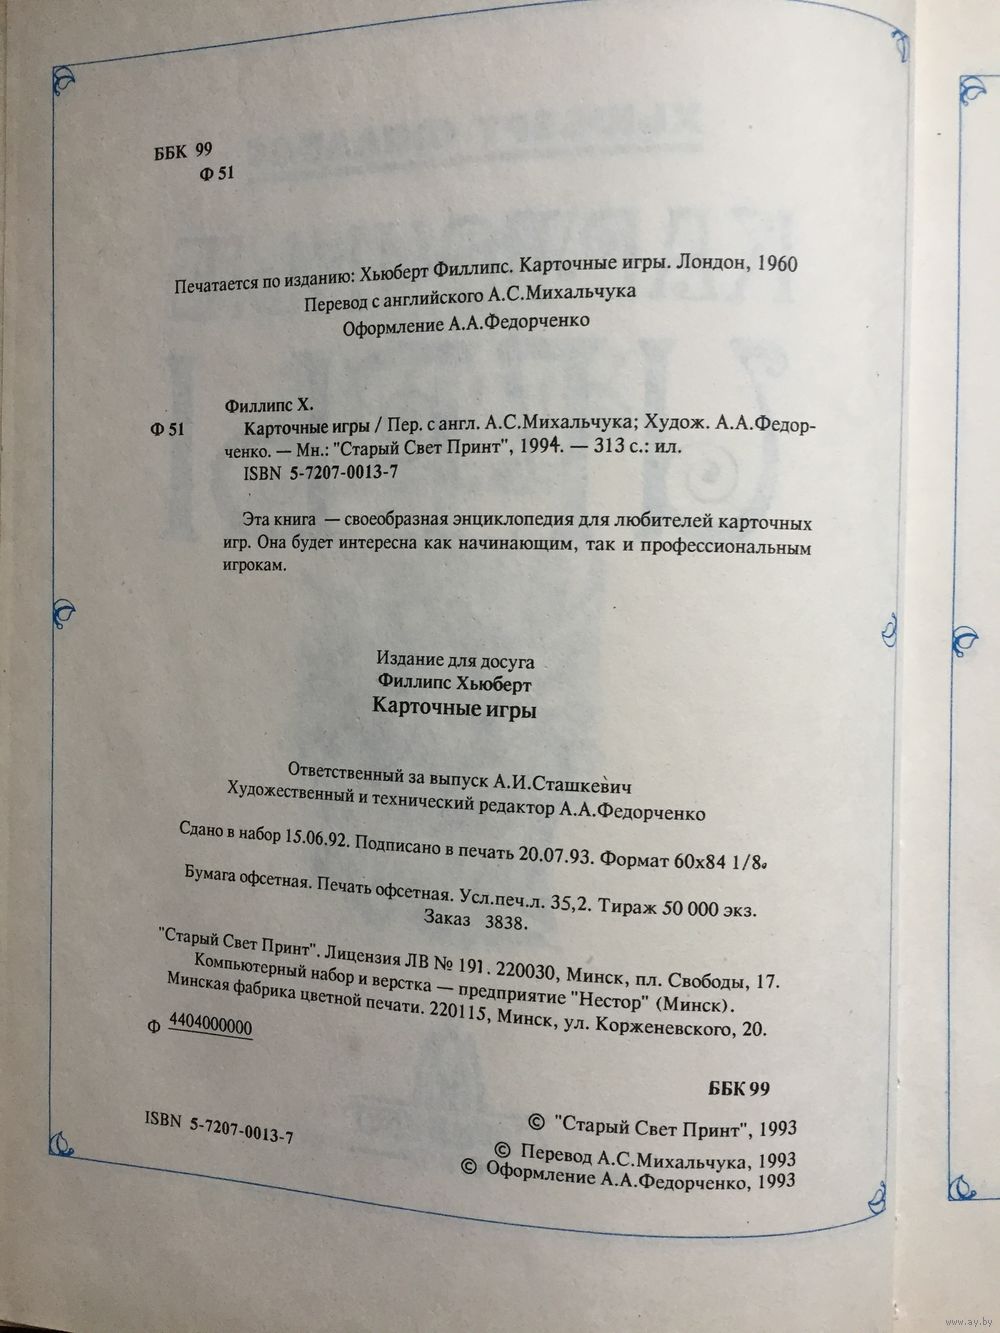 ББК 99
Ф 51
Печатается по изданию: Хьюберт Филлипс. Карточные игры. Лондон, 1960
Перевод с английского А.С.Михальчука
Оформление А.А.Федорченко
Филлипс Х.
Ф 51 Карточные игры / Пер. с англ. А.С.Михальчука; Худож. А.А.Федор-
ченко. — Мн.: "Старый Свет Принт", 1994. — 313 с.: ил.
ISBN 5-7207-0013-7
Эта книга — своеобразная энциклопедия для любителей карточных
игр. Она будет интересна как начинающим, так и профессиональным
игрокам.
Издание для досуга
Филлипс Хьюберт
Карточные игры
Ответственный за выпуск А.И.Сташкевич
Художественный и технический редактор А.А.Федорченко
Сдано в набор 15.06.92. Подписано в печать 20.07.93. Формат 60х84 1/8.
Бумага офсетная. Печать офсетная. Усл.печ.л. 35,2. Тираж 50 000 экз.
Заказ 3838.
"Старый Свет Принт". Лицензия ЛВ № 191. 220030, Минск, пл. Свободы, 17.
Компьютерный набор и верстка — предприятие "Нестор" (Минск).
Минская фабрика цветной печати. 220115, Минск, ул. Корженевского, 20.
Ф 4404000000
ББК 99
ISBN 5-7207-0013-7
© "Старый Свет Принт", 1993
© Перевод А.С.Михальчука, 1993
© Оформление А.А.Федорченко, 1993
www.ay.by